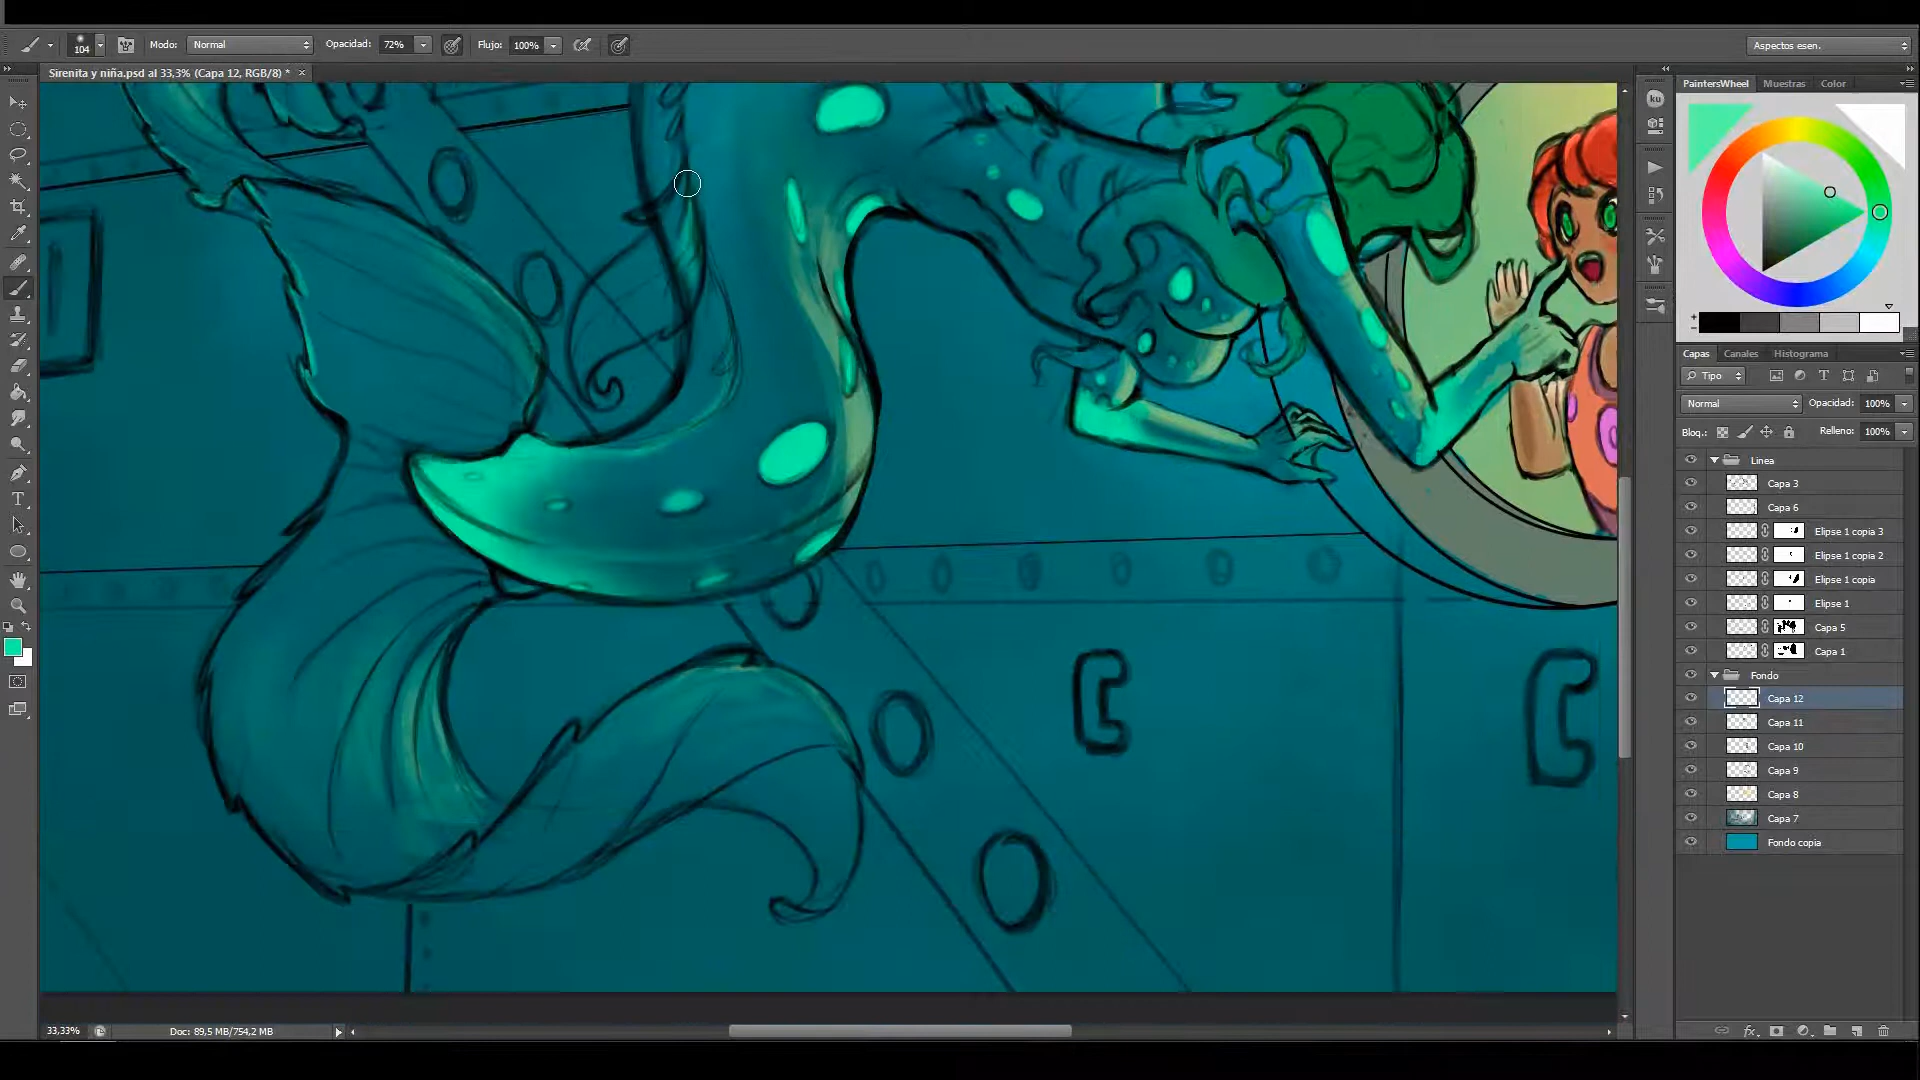 104 Modo: Normal Opacidad: 72% Flujo: 100% Aspectos esen.
Sirenita y niña.psd al 33,3% (Capa 12, RGB/8) * ×
PaintersWheel Muestras Color
ku
Capas Canales Histograma
Tipo
Normal Opacidad: 100%
Bloq.: Relleno: 100%
Linea
Capa 3
Capa 6
Elipse 1 copia 3
Elipse 1 copia 2
Elipse 1 copia
Elipse 1
Capa 5
Capa 1
Fondo
Capa 12
Capa 11
Capa 10
Capa 9
Capa 8
Capa 7
Fondo copia
33,33% Doc: 89,5 MB/754,2 MB
fx